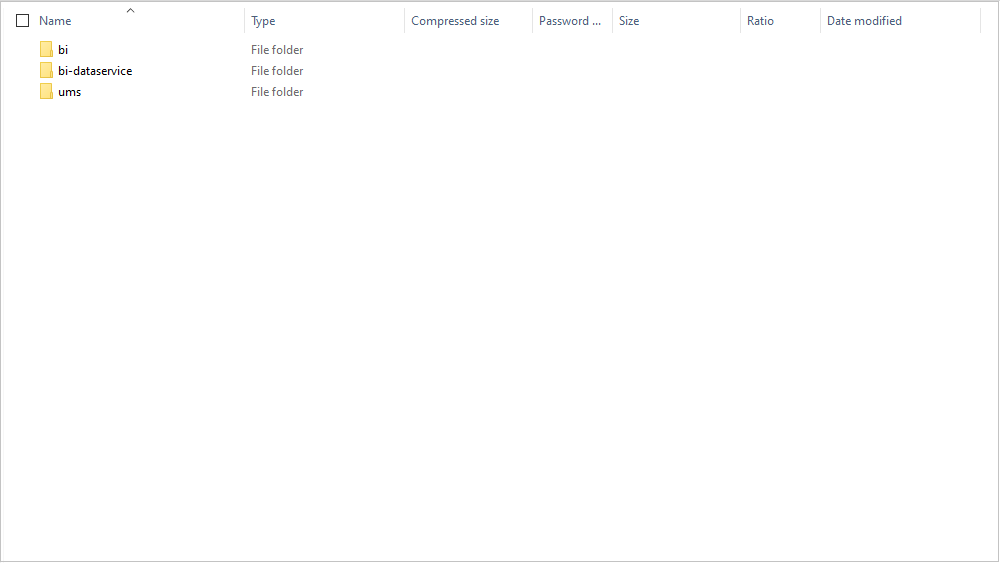 Name Type Compressed size Password ... Size Ratio Date modified
bi File folder
bi-dataservice File folder
ums File folder